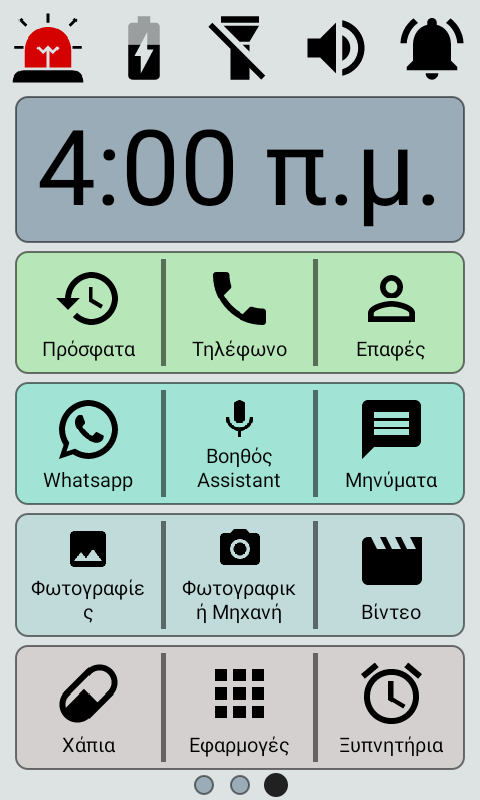 4:00 π.μ.
Πρόσφατα Τηλέφωνο Επαφές
Whatsapp Βοηθός Assistant Μηνύματα
Φωτογραφίε
ς
Φωτογραφικ
ή Μηχανή
Βίντεο
Χάπια Εφαρμογές Ξυπνητήρια